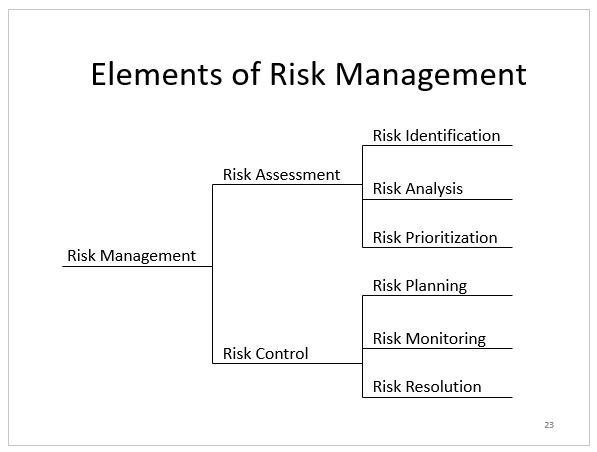 Elements of Risk Management
Risk Identification
Risk Assessment
Risk Analysis
Risk Prioritization
Risk Management
Risk Planning
Risk Monitoring
Risk Control
Risk Resolution
23